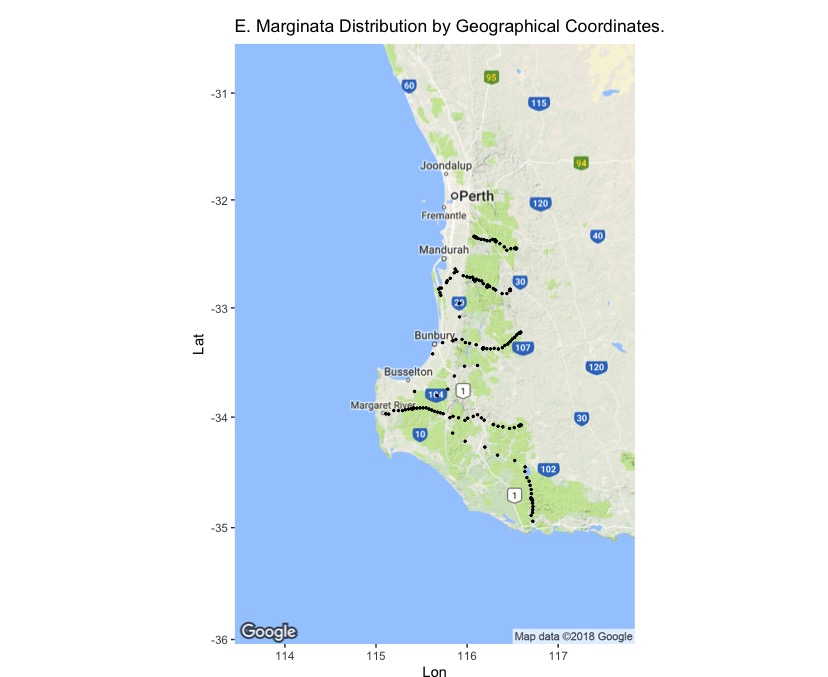 E. Marginata Distribution by Geographical Coordinates.
60
95
115
94
Joondalup
Perth
120
Fremantle
40
Mandurah
30
20
Bunbury
107
Busselton
120
1
104
Margaret River
30
10
102
1
Google
Map data ©2018 Google
-31
-32
-33
-34
-35
-36
Lat
114
115
116
117
Lon